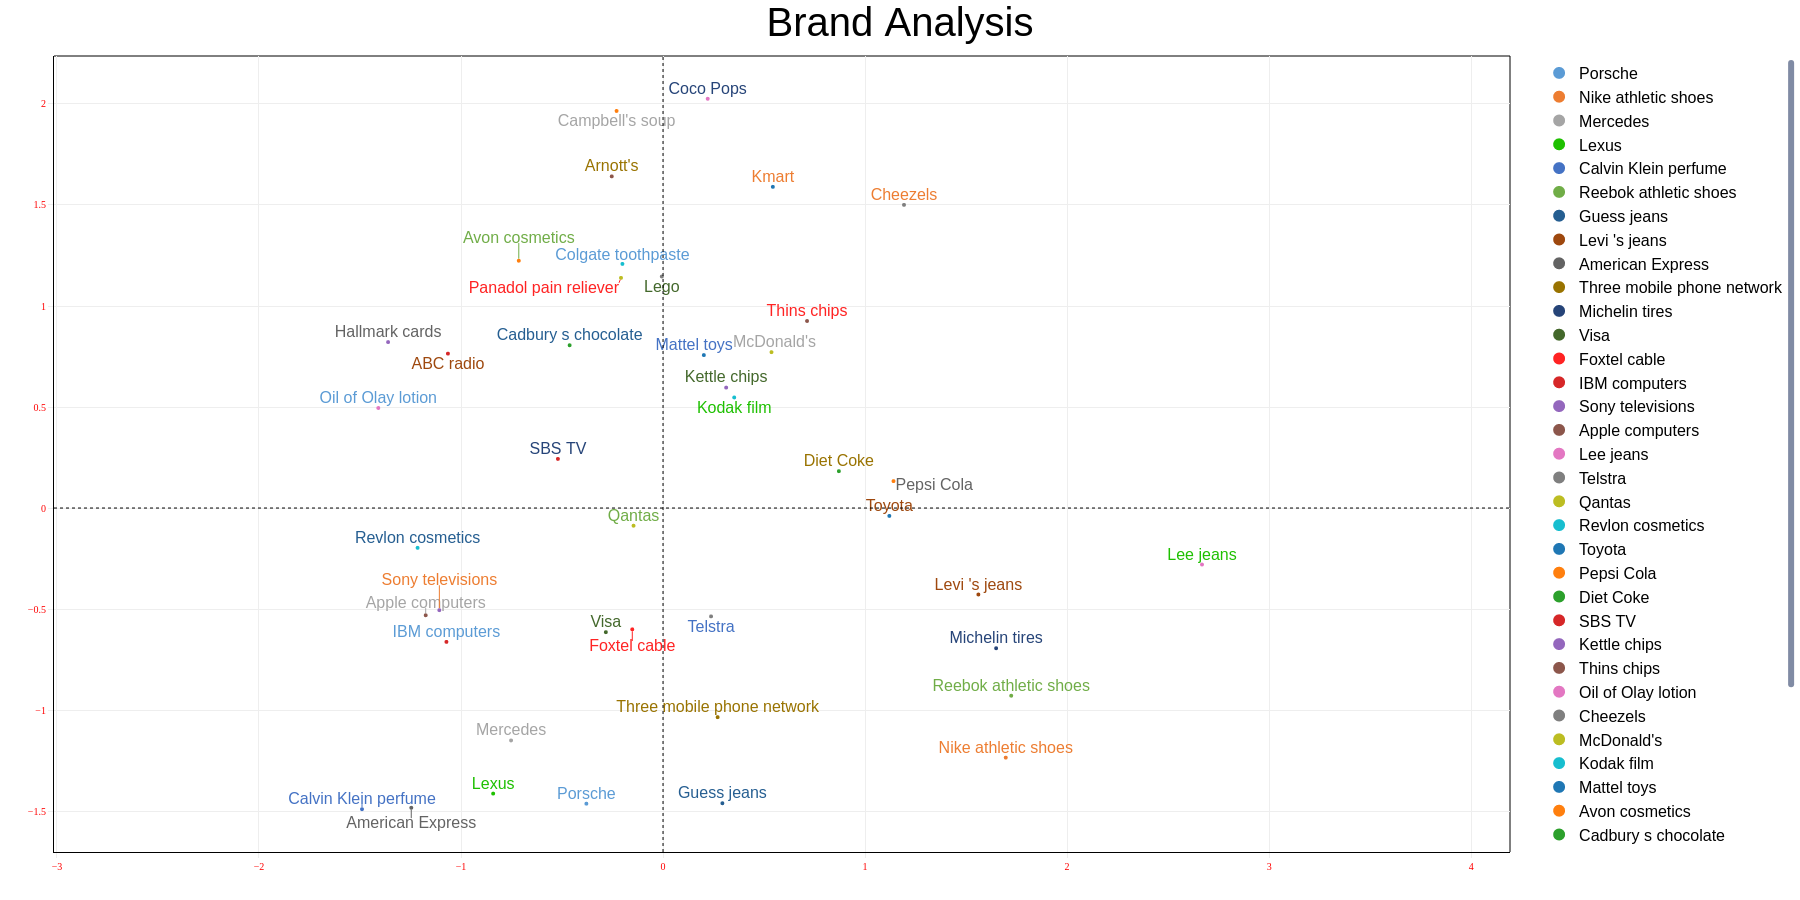 Brand Analysis
Coco Pops
2
Campbell's soup
Arnott's
Kmart
Cheezels
1.5
Avon cosmetics
Colgate toothpaste
Panadol pain reliever
Lego
1
Thins chips
Hallmark cards
Cadbury s chocolate
Mattel toys
McDonald's
ABC radio
Kettle chips
Oil of Olay lotion
Kodak film
0.5
SBS TV
Diet Coke
Pepsi Cola
Toyota
0
Qantas
Revlon cosmetics
Lee jeans
Sony televisions
Levi 's jeans
Apple computers
−0.5
Visa
Telstra
IBM computers
Michelin tires
Foxtel cable
Reebok athletic shoes
Three mobile phone network
−1
Mercedes
Nike athletic shoes
Lexus
Porsche
Guess jeans
Calvin Klein perfume
−1.5
American Express
−3
−2
−1
0
1
2
3
4
Porsche
Nike athletic shoes
Mercedes
Lexus
Calvin Klein perfume
Reebok athletic shoes
Guess jeans
Levi 's jeans
American Express
Three mobile phone network
Michelin tires
Visa
Foxtel cable
IBM computers
Sony televisions
Apple computers
Lee jeans
Telstra
Qantas
Revlon cosmetics
Toyota
Pepsi Cola
Diet Coke
SBS TV
Kettle chips
Thins chips
Oil of Olay lotion
Cheezels
McDonald's
Kodak film
Mattel toys
Avon cosmetics
Cadbury s chocolate